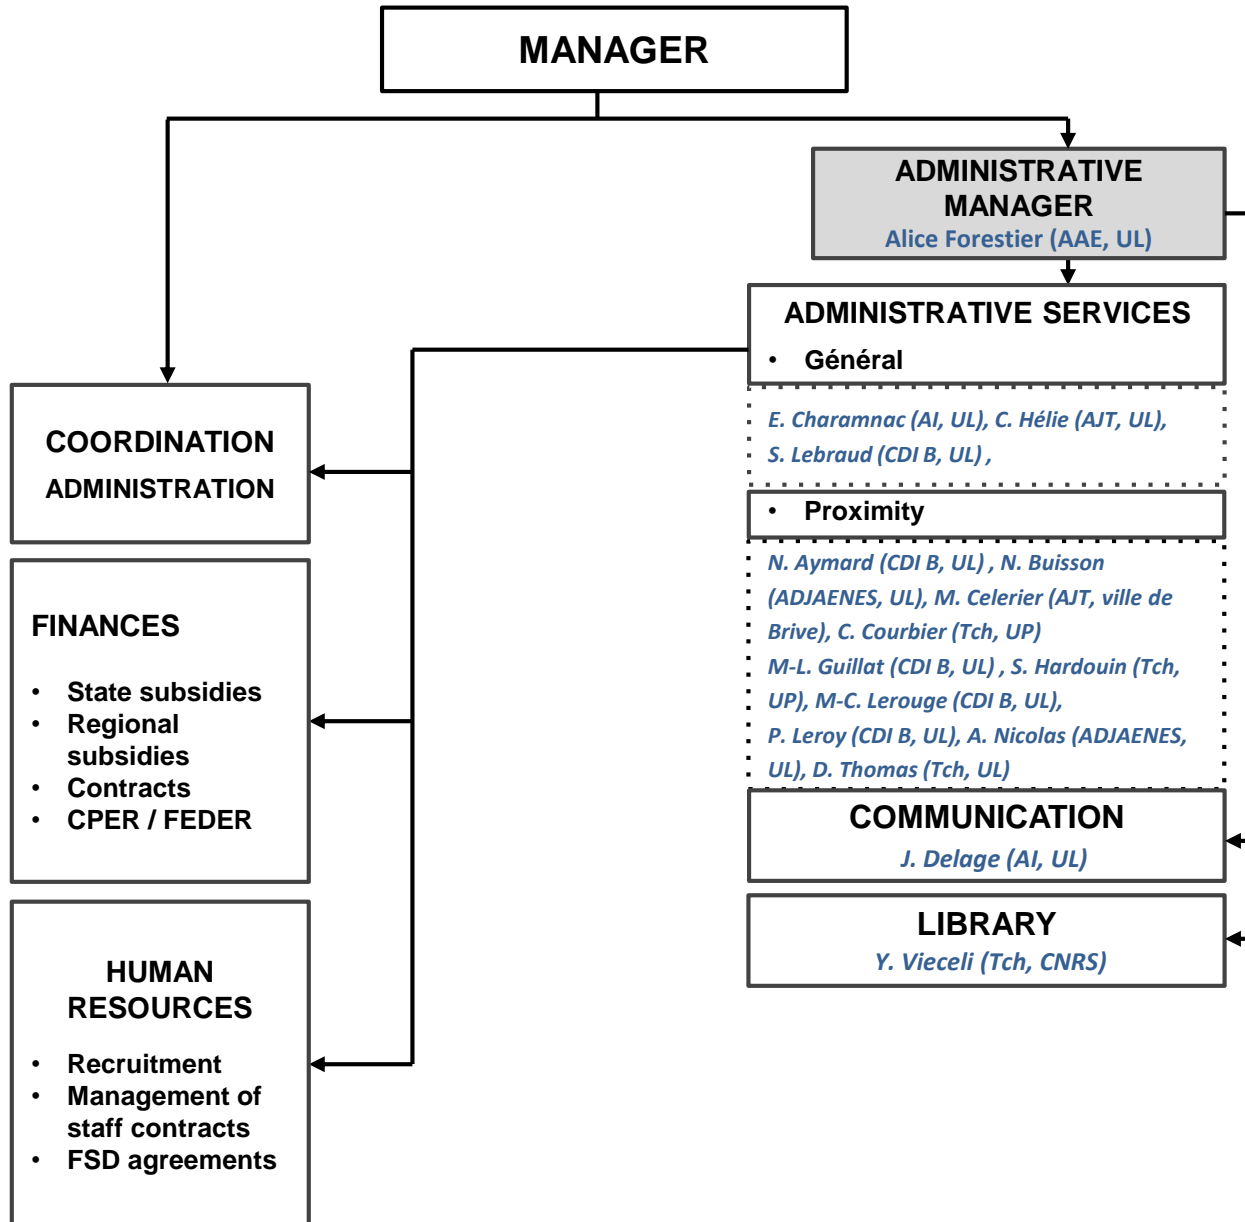 MANAGER
ADMINISTRATIVE
MANAGER
Alice Forestier (AAE, UL)
ADMINISTRATIVE SERVICES
• Général
E. Charamnac (AI, UL), C. Hélie (AJT, UL),
S. Lebraud (CDI B, UL) ,
• Proximity
N. Aymard (CDI B, UL) , N. Buisson
(ADJAENES, UL), M. Celerier (AJT, ville de
Brive), C. Courbier (Tch, UP)
M-L. Guillat (CDI B, UL) , S. Hardouin (Tch,
UP), M-C. Lerouge (CDI B, UL),
P. Leroy (CDI B, UL), A. Nicolas (ADJAENES,
UL), D. Thomas (Tch, UL)
COMMUNICATION
J. Delage (AI, UL)
LIBRARY
Y. Vieceli (Tch, CNRS)
COORDINATION
ADMINISTRATION
FINANCES
• State subsidies
• Regional
subsidies
• Contracts
• CPER / FEDER
HUMAN
RESOURCES
• Recruitment
• Management of
staff contracts
• FSD agreements